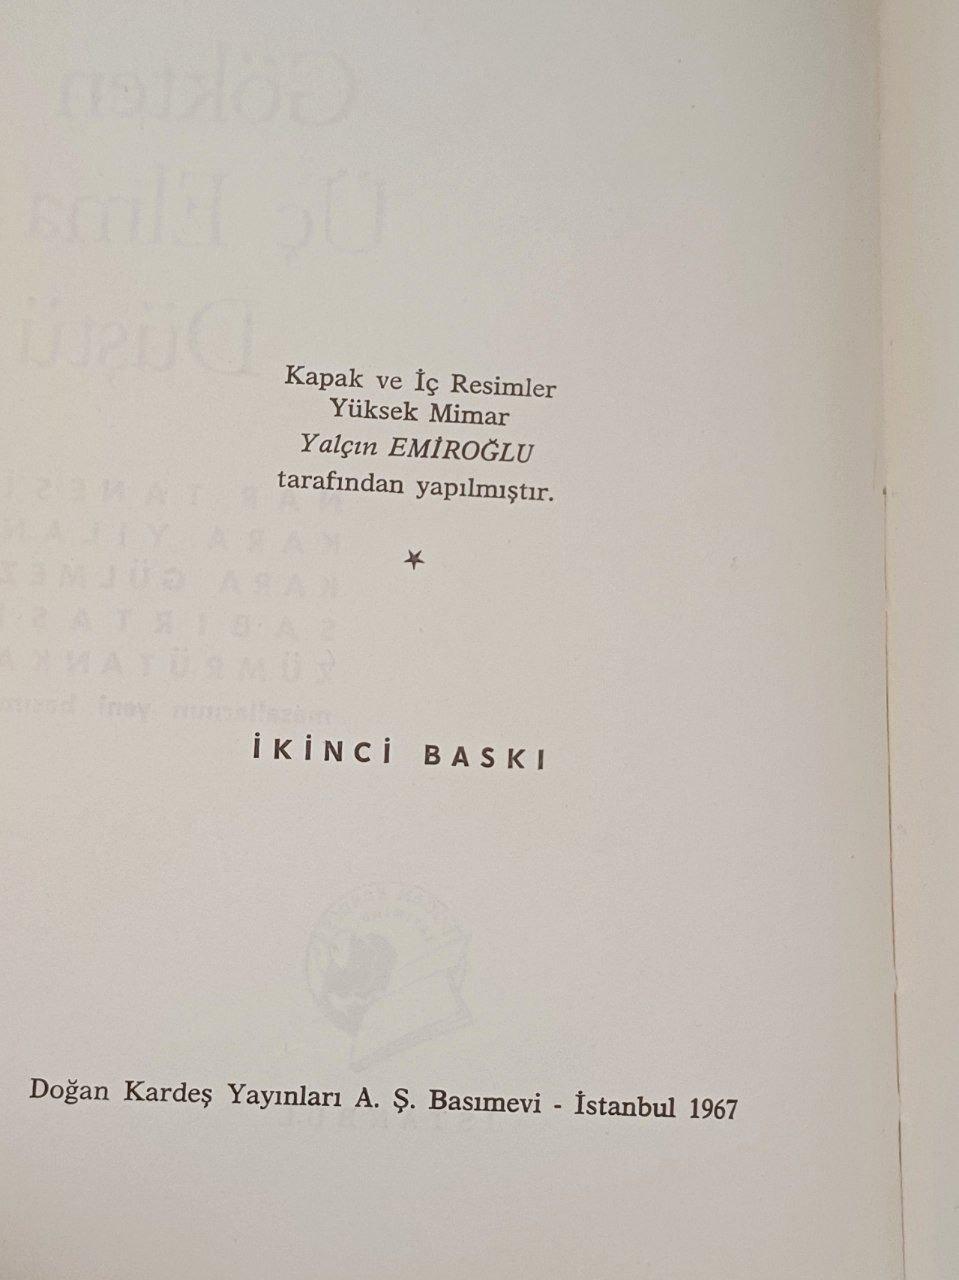 Kapak ve İç Resimler
Yüksek Mimar
Yalçın EMİROĞLU
tarafından yapılmıştır.
İKİNCİ BASKI
Doğan Kardeş Yayınları A. Ş. Basımevi - İstanbul 1967